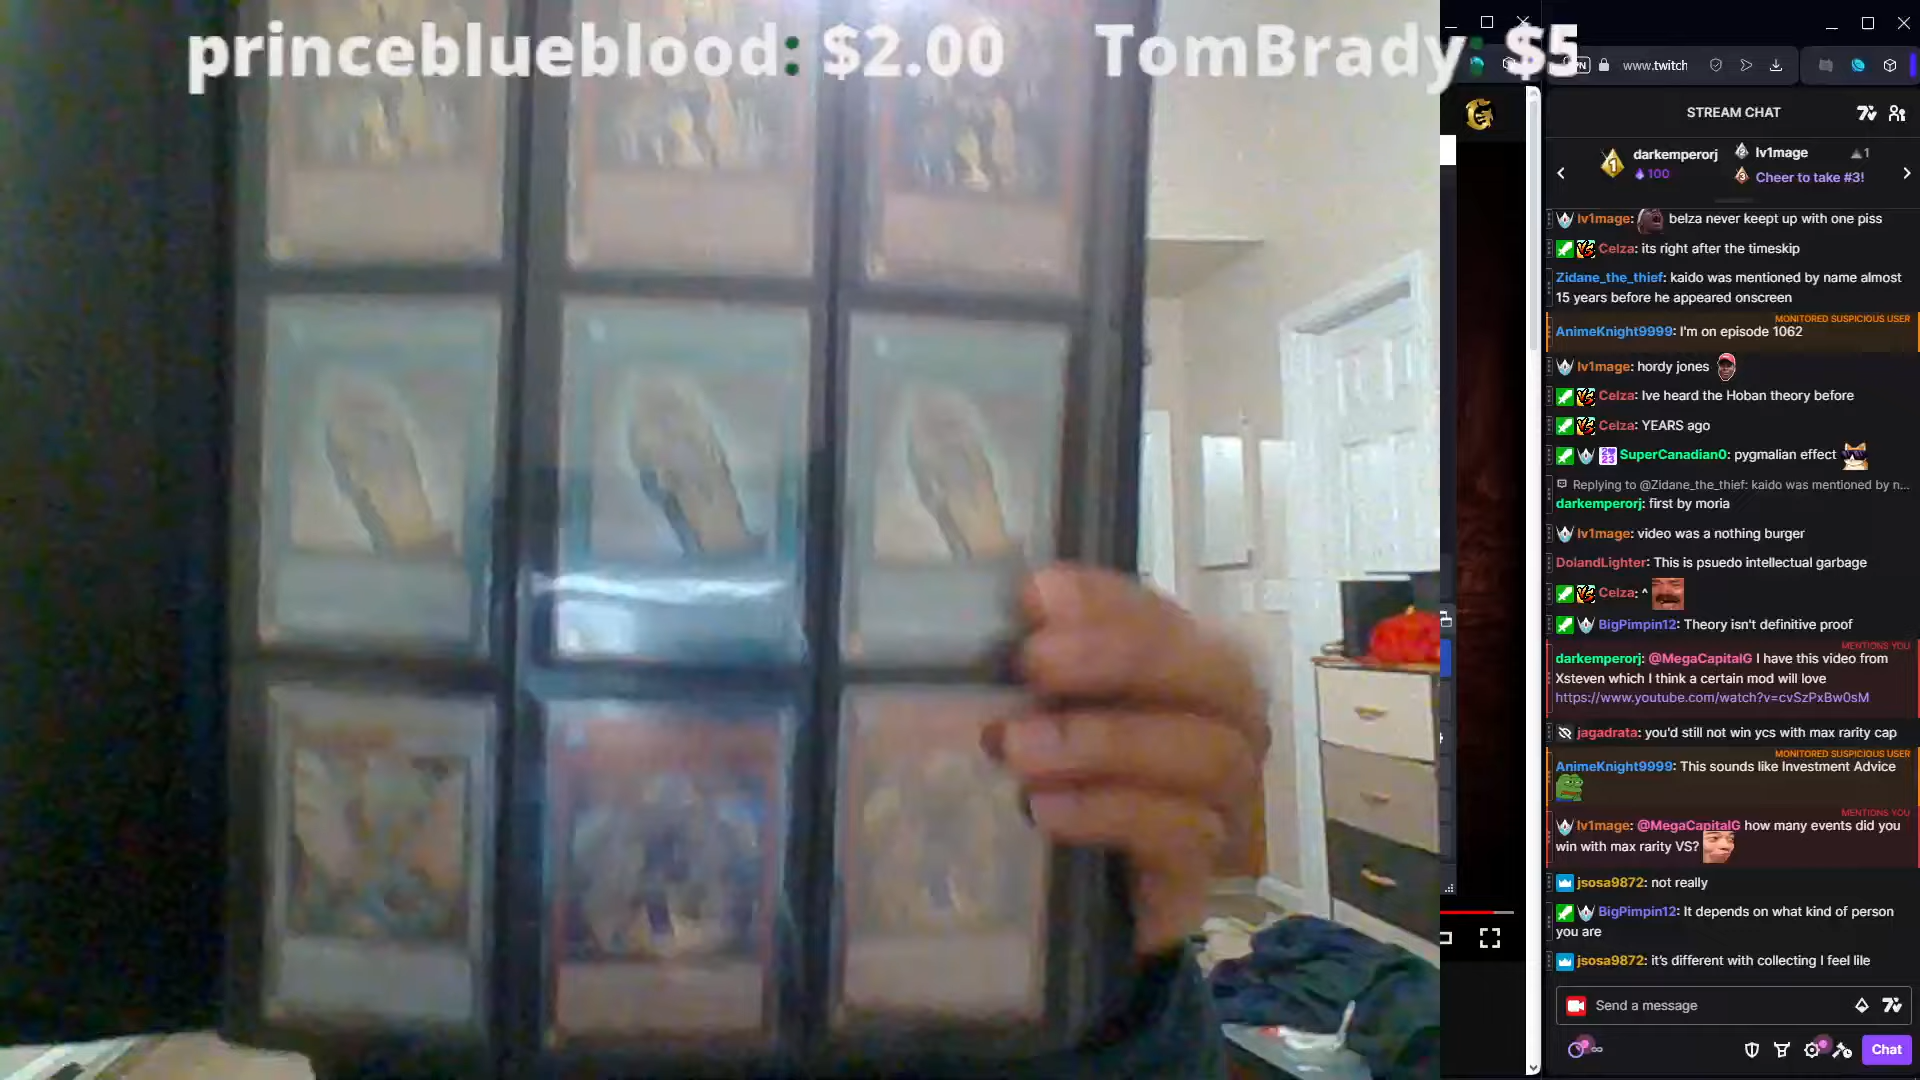 princeblueblood: $2.00 TomBrady: $5
www.twitch
STREAM CHAT
darkemperorj
100
lv1mage
1
Cheer to take #3!
lv1mage: belza never keept up with one piss
Celza: its right after the timeskip
Zidane_the_thief: kaido was mentioned by name almost
15 years before he appeared onscreen
MONITORED SUSPICIOUS USER
AnimeKnight9999: I'm on episode 1062
lv1mage: hordy jones
Celza: Ive heard the Hoban theory before
Celza: YEARS ago
SuperCanadian0: pygmalian effect
Replying to @Zidane_the_thief: kaido was mentioned by n...
darkemperorj: first by moria
lv1mage: video was a nothing burger
DolandLighter: This is psuedo intellectual garbage
Celza: ^
BigPimpin12: Theory isn't definitive proof
MENTIONS YOU
darkemperorj: @MegaCapitalG I have this video from
Xsteven which I think a certain mod will love
https://www.youtube.com/watch?v=cvSzPxBw0sM
jagadrata: you'd still not win ycs with max rarity cap
MONITORED SUSPICIOUS USER
AnimeKnight9999: This sounds like Investment Advice
MENTIONS YOU
lv1mage: @MegaCapitalG how many events did you
win with max rarity VS?
jsosa9872: not really
BigPimpin12: It depends on what kind of person
you are
jsosa9872: it's different with collecting I feel lile
Send a message
Chat